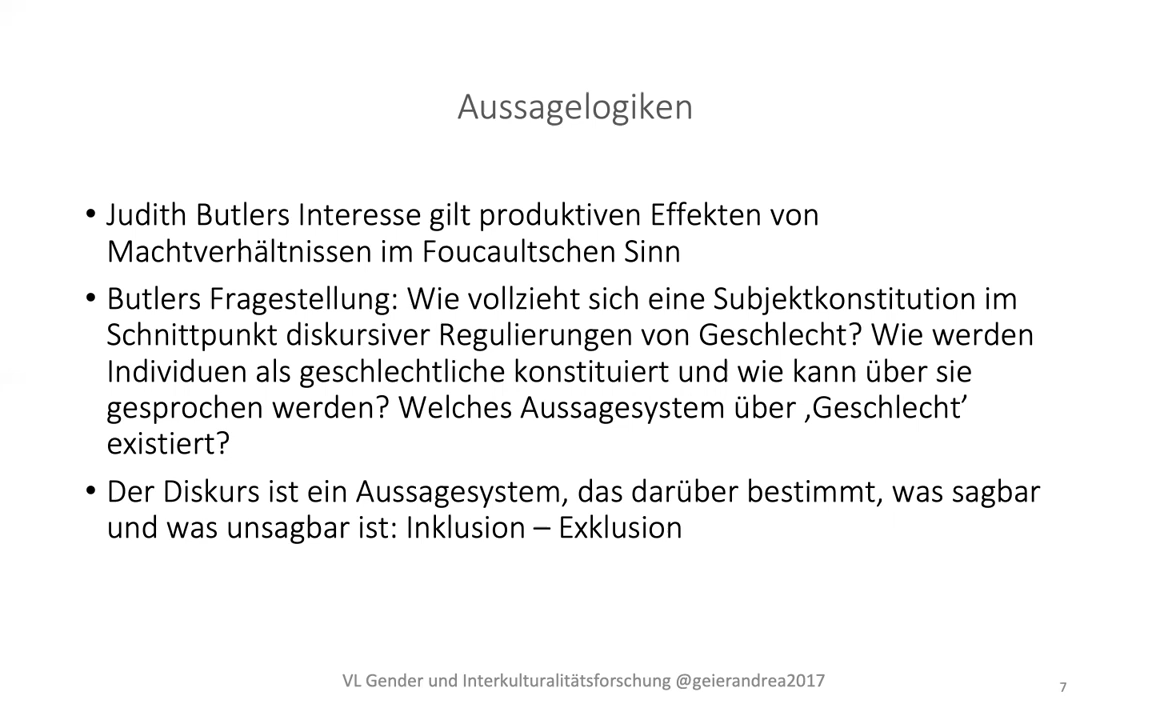 Aussagelogiken
• Judith Butlers Interesse gilt produktiven Effekten von
Machtverhältnissen im Foucaultschen Sinn
• Butlers Fragestellung: Wie vollzieht sich eine Subjektkonstitution im
Schnittpunkt diskursiver Regulierungen von Geschlecht? Wie werden
Individuen als geschlechtliche konstituiert und wie kann über sie
gesprochen werden? Welches Aussagesystem über ‚Geschlecht’
existiert?
• Der Diskurs ist ein Aussagesystem, das darüber bestimmt, was sagbar
und was unsagbar ist: Inklusion – Exklusion
VL Gender und Interkulturalitätsforschung @geierandrea2017
7